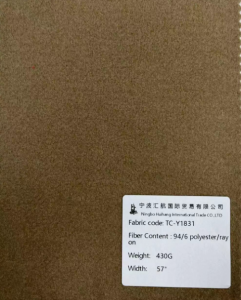 宁波汇航国际贸易有限公司
Ningbo Huihang International Trade CO.,LTD
Fabric code: TC-Y1831
Fiber Content : 94/6 polyester/ray
on
Weight: 430G
Width: 57"